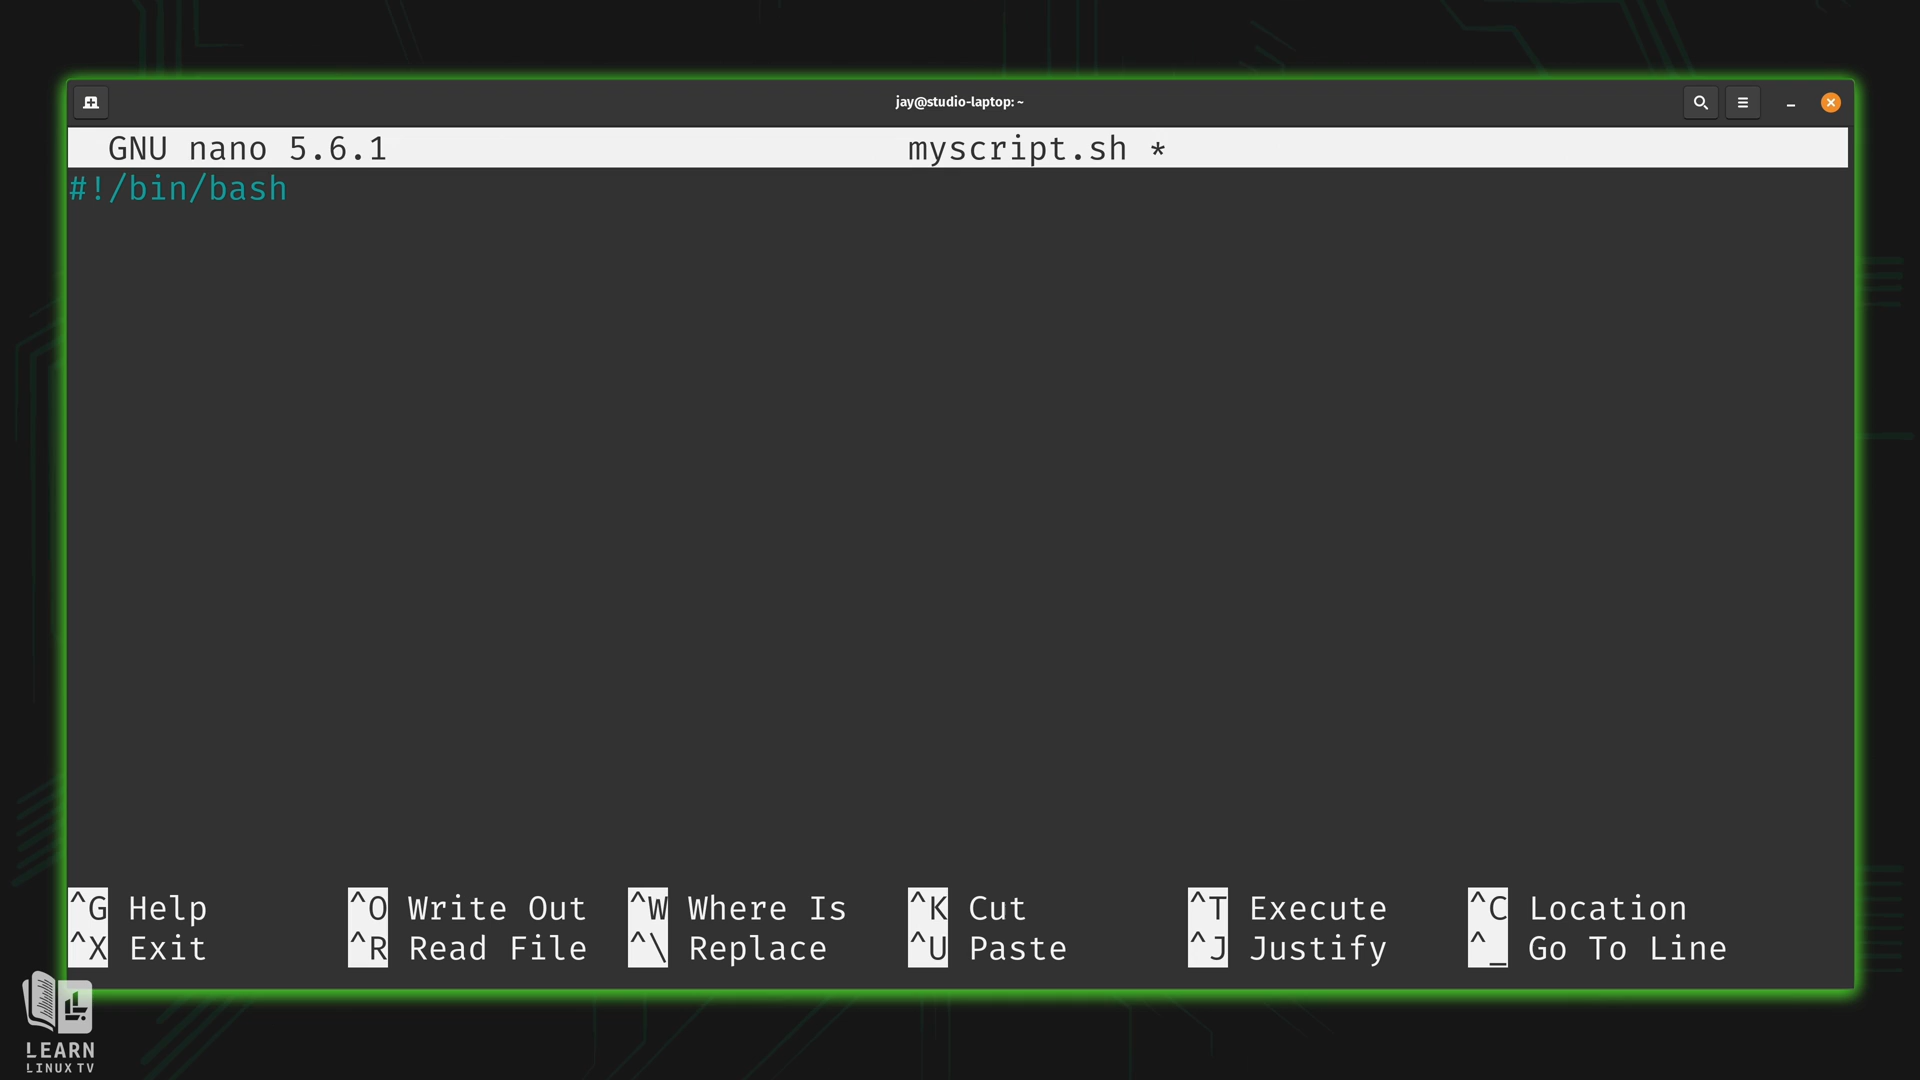 jay@studio-laptop: ~
GNU nano 5.6.1 myscript.sh *
#!/bin/bash
^G Help ^O Write Out ^W Where Is ^K Cut ^T Execute ^C Location
^X Exit ^R Read File ^\ Replace ^U Paste ^J Justify ^_ Go To Line
LEARN
LINUX TV